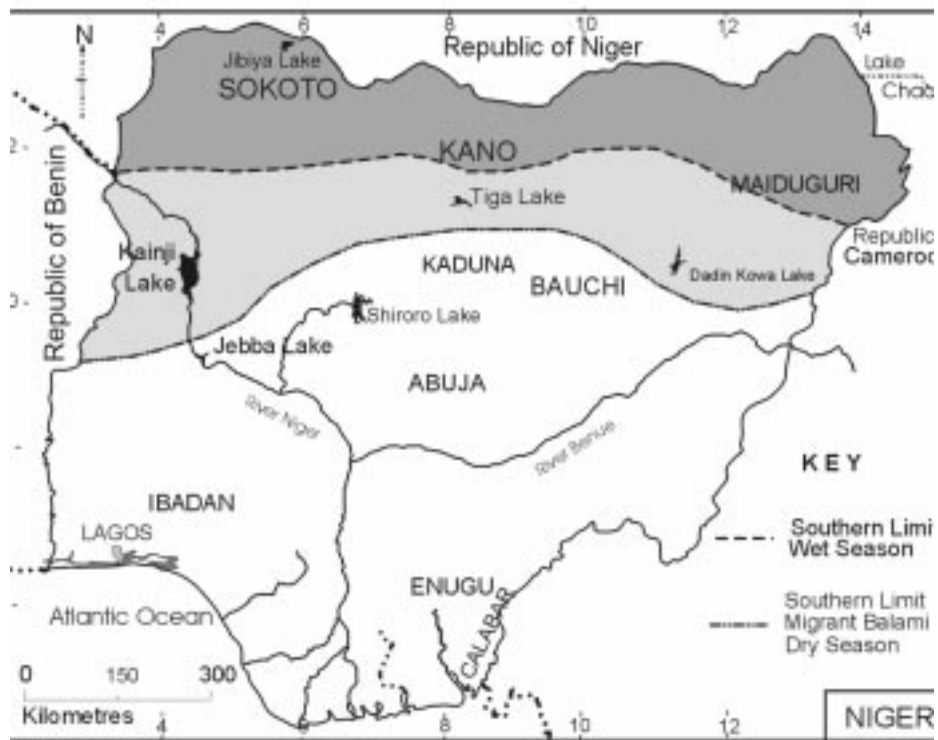 4 6 8 10 12 14
N
Republic of Niger
Jibiya Lake
Lake
Chad
SOKOTO
2
KANO
MAIDUGURI
Tiga Lake
Republic of Benin
Republic
Cameroo
Kainji
Lake
KADUNA
Dadin Kowa Lake
BAUCHI
0
Shiroro Lake
Jebba Lake
ABUJA
River Niger
River Benue
KEY
IBADAN
LAGOS
Southern Limit
Wet Season
ENUGU
CALABAR
Atlantic Ocean
Southern Limit
Migrant Balami
Dry Season
0 150 300
Kilometres
4 6 8 10 12
NIGER